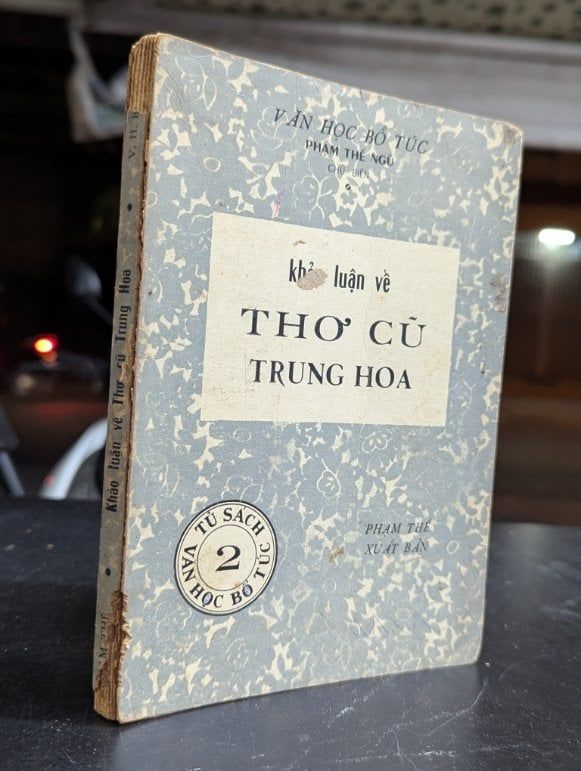 VĂN HỌC BỔ TÚC
PHẠM THẾ NGŨ
CHỦ BIÊN
luận về
THƠ CŨ
TRUNG HOA
TỦ SÁCH
2
VĂN HỌC BỔ TÚC
PHẠM THẾ
XUẤT BẢN
V. H. B
Khảo luận về Thơ cũ Trung Hoa
M THẾ